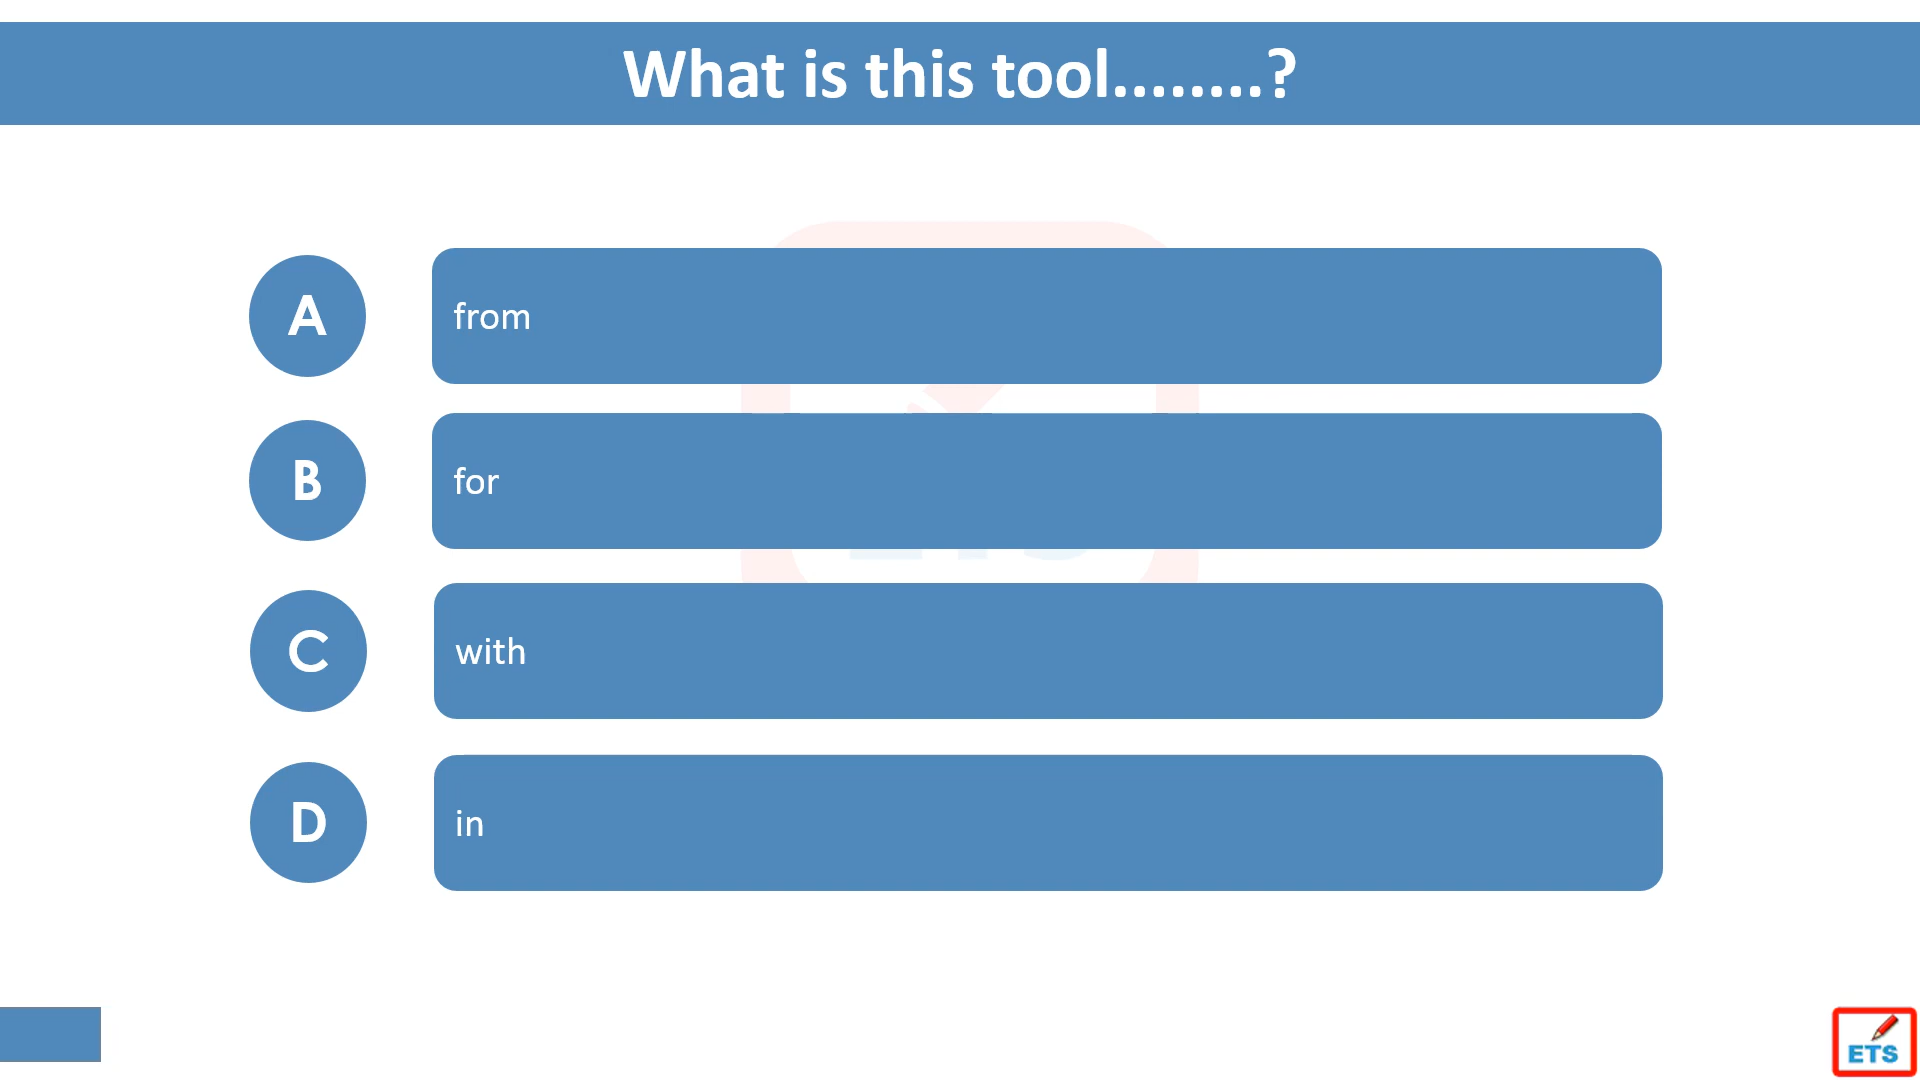 What is this tool........?
A
from
B
for
C
with
D
in
ETS